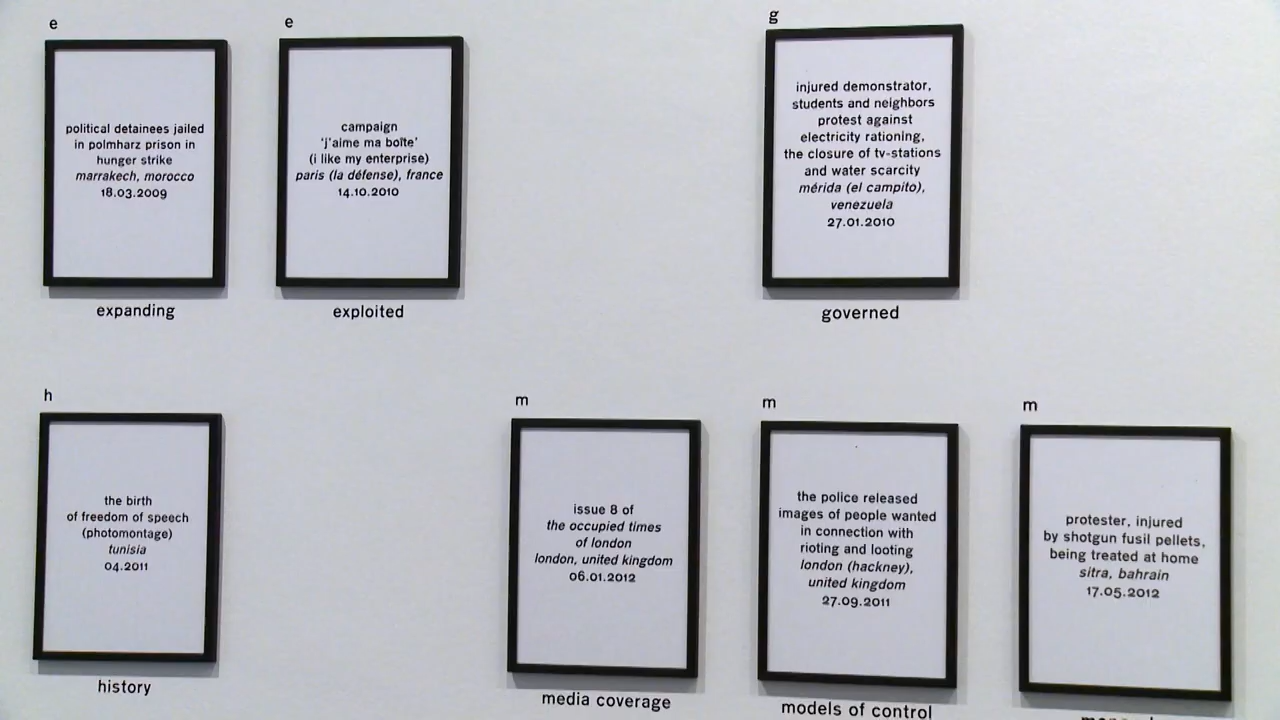 e
political detainees jailed
in polmharz prison in
hunger strike
marrakech, morocco
18.03.2009
expanding
e
campaign
'j'aime ma boîte'
(i like my enterprise)
paris (la défense), france
14.10.2010
exploited
g
injured demonstrator,
students and neighbors
protest against
electricity rationing,
the closure of tv-stations
and water scarcity
mérida (el campito),
venezuela
27.01.2010
governed
h
the birth
of freedom of speech
(photomontage)
tunisia
04.2011
history
m
issue 8 of
the occupied times
of london
london, united kingdom
06.01.2012
media coverage
m
the police released
images of people wanted
in connection with
rioting and looting
london (hackney),
united kingdom
27.09.2011
models of control
m
protester, injured
by shotgun fusil pellets,
being treated at home
sitra, bahrain
17.05.2012